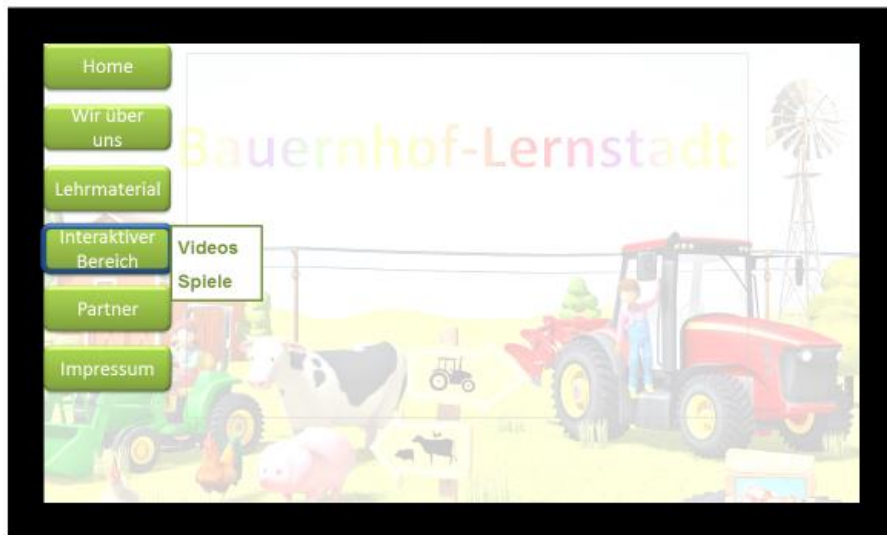 Home
Wir über
uns
Lehrmaterial
Interaktiver
Bereich
Partner
Impressum
Bauernhof-Lernstadt
Videos
Spiele